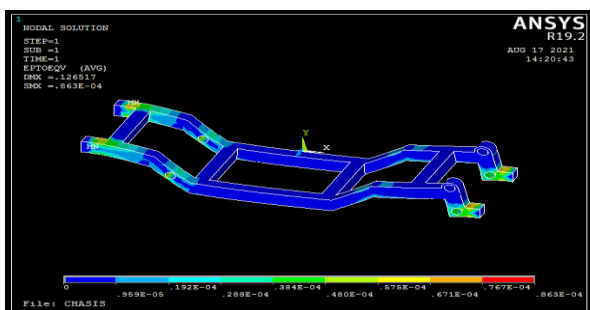 1
NODAL SOLUTION
STEP=1
SUB =1
TIME=1
EPTOEQV (AVG)
DMX =.126517
SMX =.863E-04
ANSYS
R19.2
AUG 17 2021
14:20:43
MX
MN
Y
X
0 .192E-04 .384E-04 .575E-04 .767E-04
.959E-05 .288E-04 .480E-04 .671E-04 .863E-04
File: CHASIS